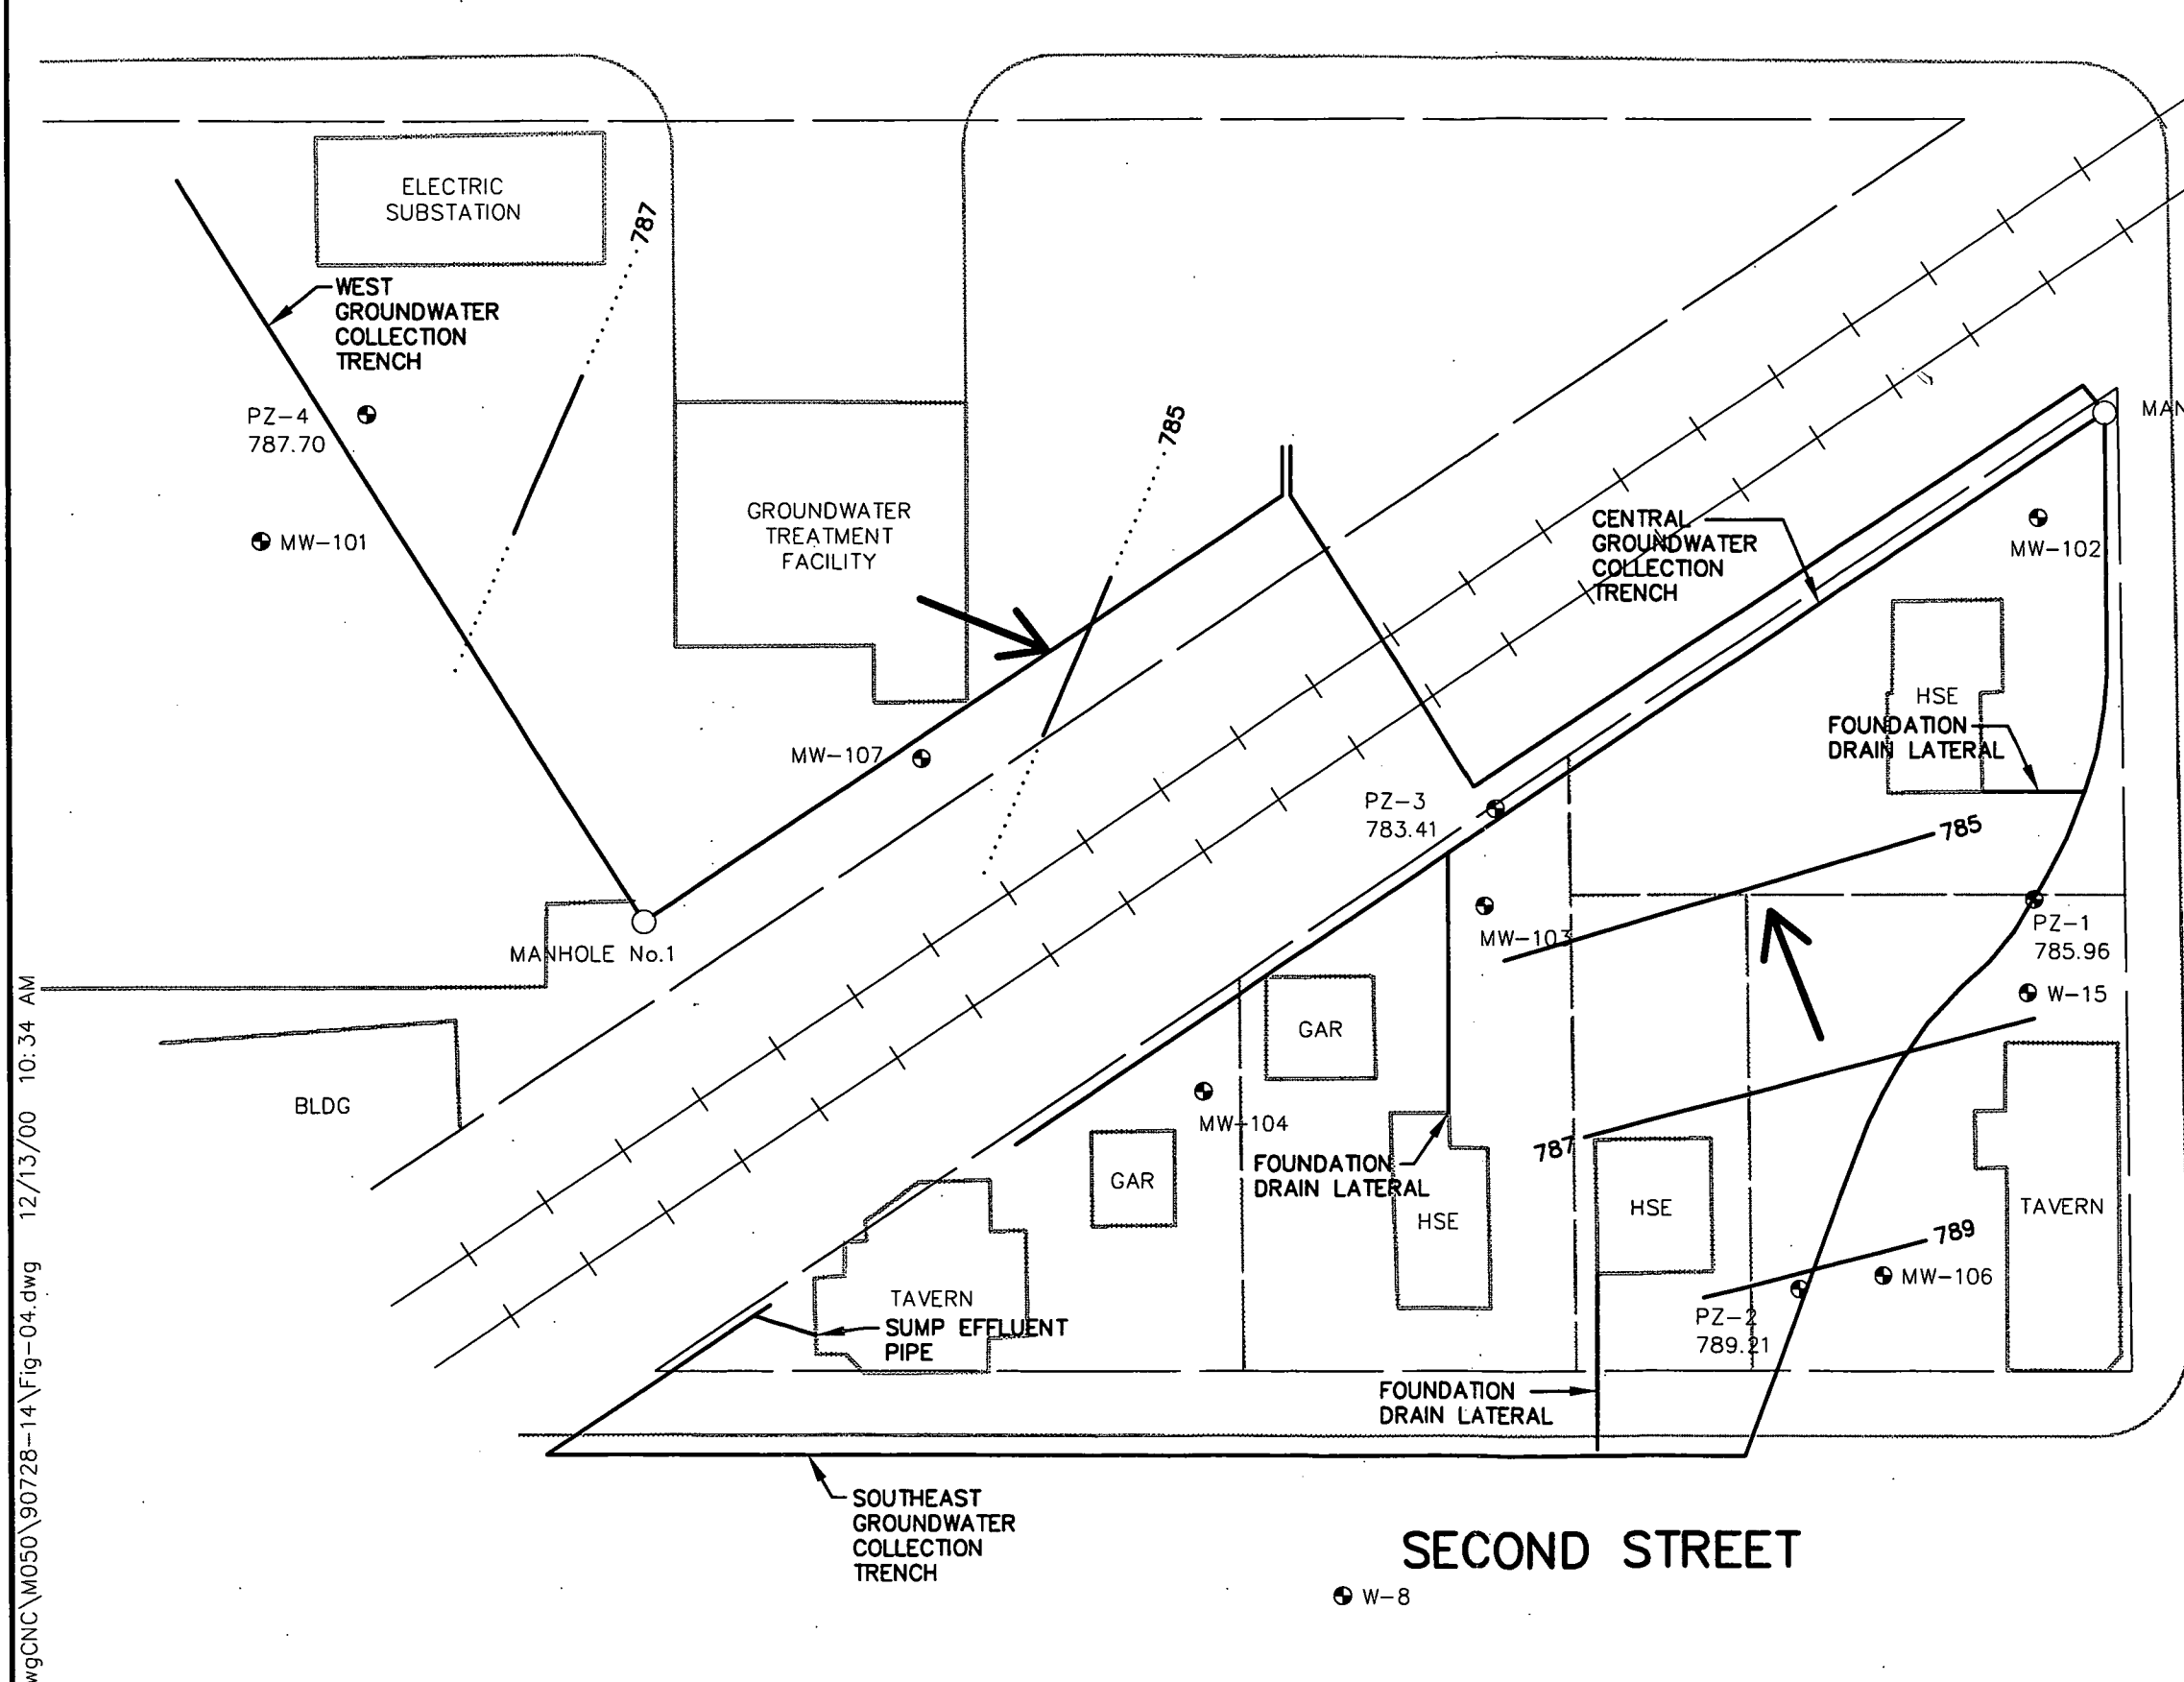 ELECTRIC
SUBSTATION
787
WEST
GROUNDWATER
COLLECTION
TRENCH
PZ-4
787.70
MW-101
785
GROUNDWATER
TREATMENT
FACILITY
MAN
CENTRAL
GROUNDWATER
COLLECTION
TRENCH
MW-102
HSE
FOUNDATION
DRAIN LATERAL
MW-107
PZ-3
783.41
785
MW-103
PZ-1
785.96
W-15
MANHOLE No.1
GAR
BLDG
MW-104
787
FOUNDATION
DRAIN LATERAL
GAR
HSE
HSE
TAVERN
789
MW-106
TAVERN
SUMP EFFLUENT
PIPE
PZ-2
789.21
FOUNDATION
DRAIN LATERAL
SOUTHEAST
GROUNDWATER
COLLECTION
TRENCH
SECOND STREET
W-8
wgCNC\M050\90728-14\Fig-04.dwg 12/13/00 10:34 AM